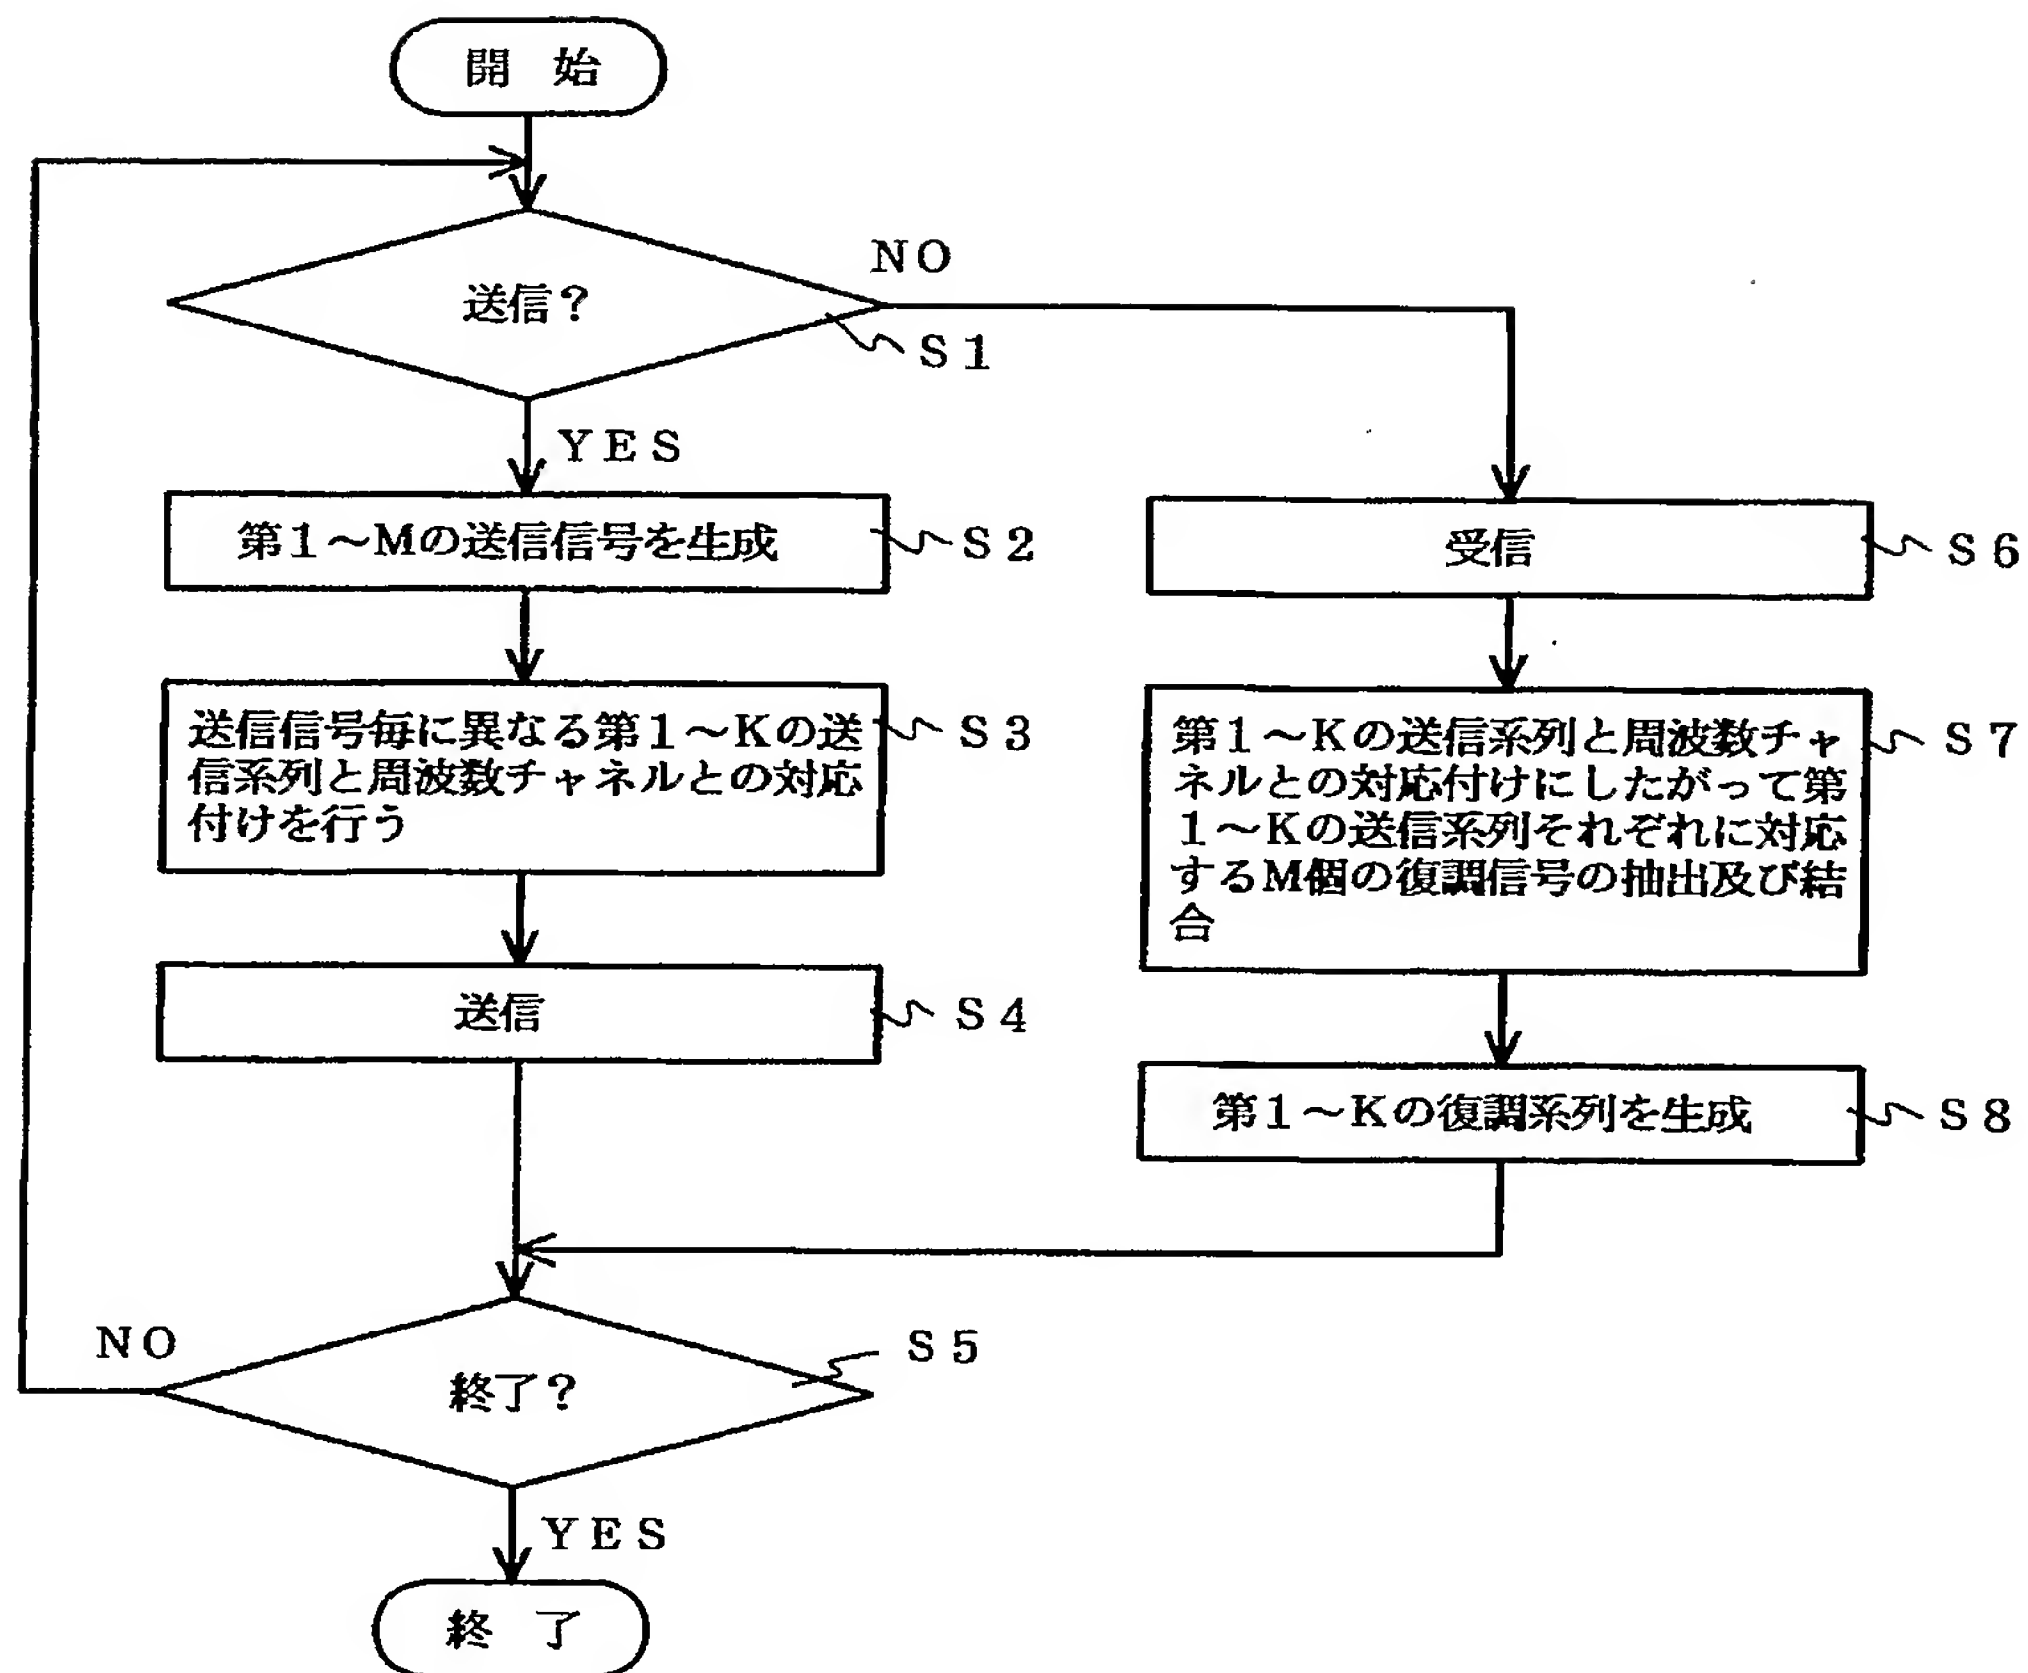 開 始
送信?
NO
S1
YES
第1~Mの送信信号を生成
S2
送信信号毎に異なる第1~Kの送
信系列と周波数チャネルとの対応
付けを行う
S3
送信
S4
受信
S6
第1~Kの送信系列と周波数チャ
ネルとの対応付けにしたがって第
1~Kの送信系列それぞれに対応
するM個の復調信号の抽出及び結
合
S7
第1~Kの復調系列を生成
S8
終了?
S5
NO
YES
終 了